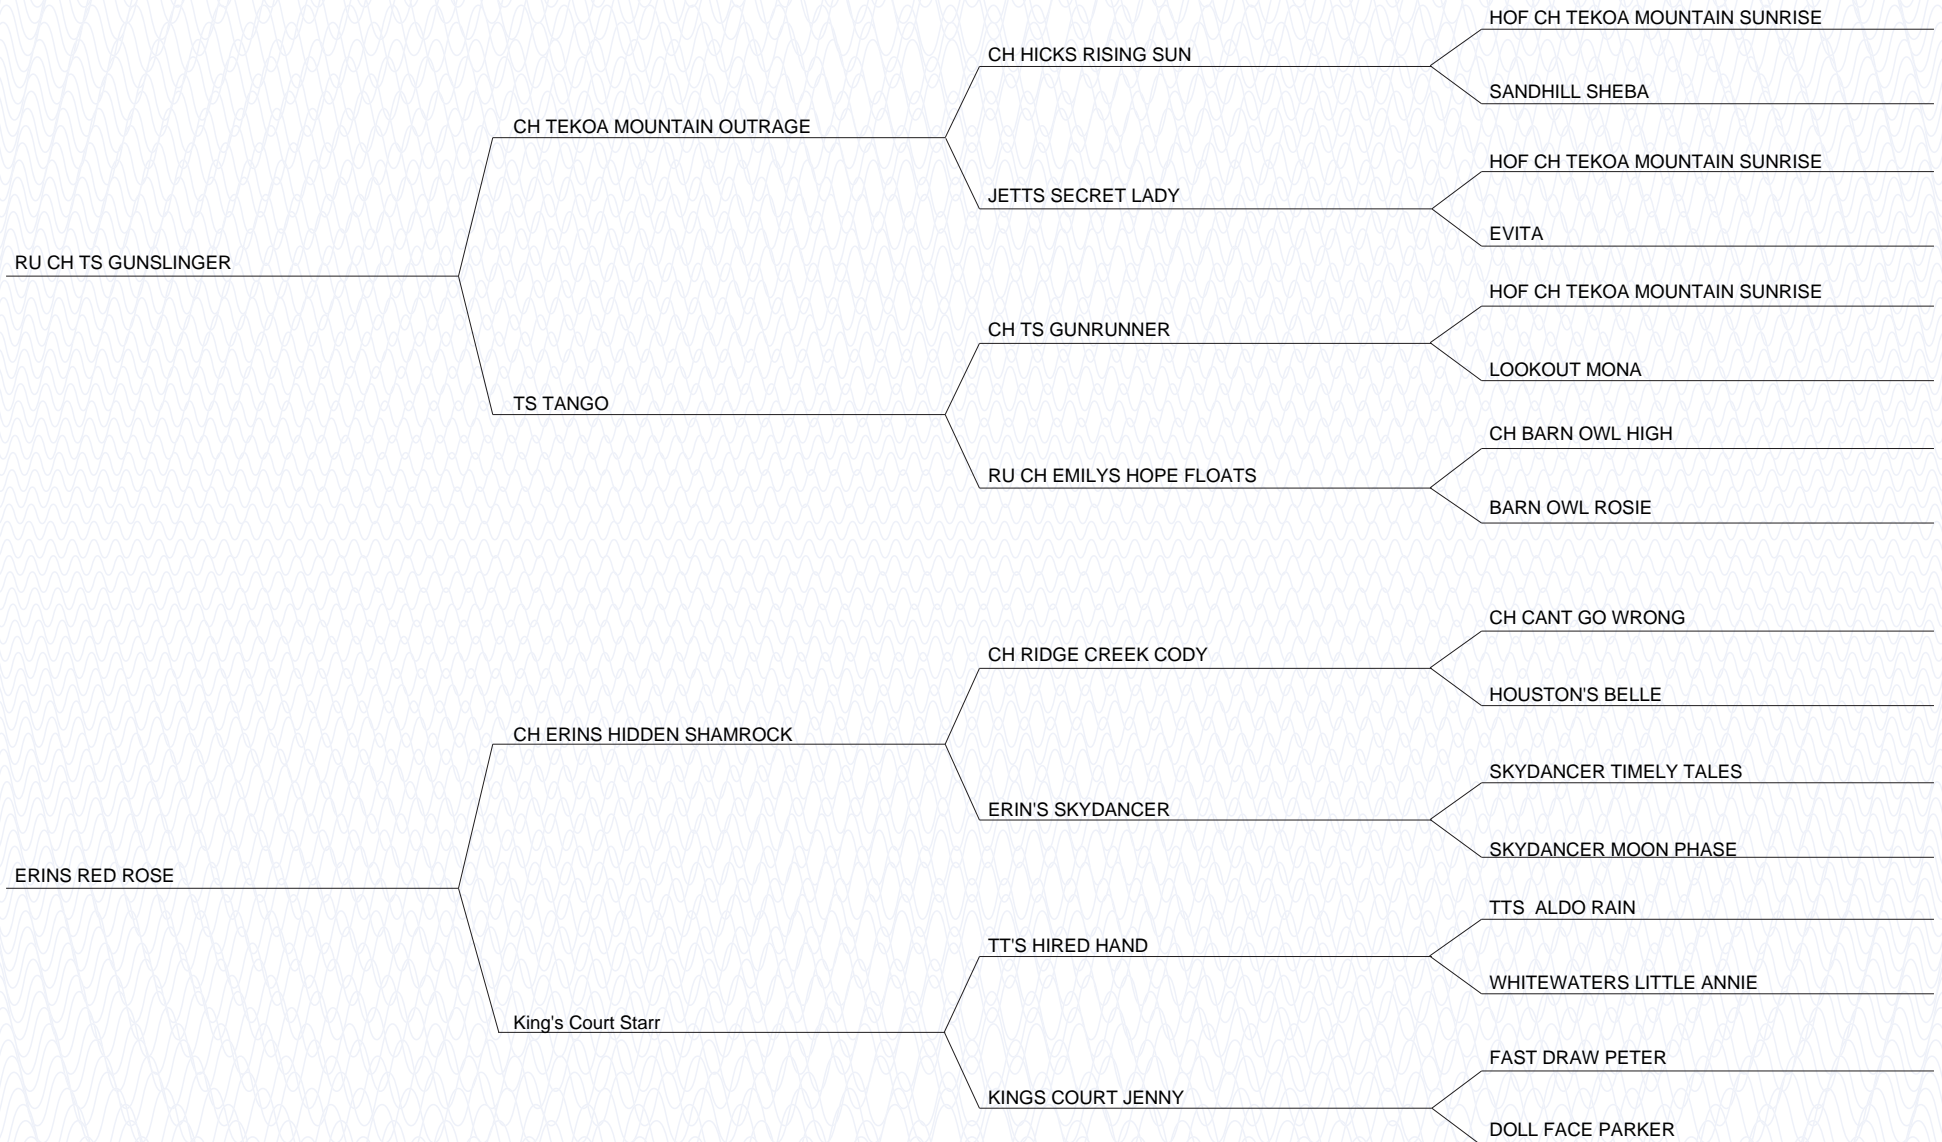 HOF CH TEKOA MOUNTAIN SUNRISE
CH HICKS RISING SUN
SANDHILL SHEBA
CH TEKOA MOUNTAIN OUTRAGE
HOF CH TEKOA MOUNTAIN SUNRISE
JETTS SECRET LADY
EVITA
RU CH TS GUNSLINGER
HOF CH TEKOA MOUNTAIN SUNRISE
CH TS GUNRUNNER
LOOKOUT MONA
TS TANGO
CH BARN OWL HIGH
RU CH EMILYS HOPE FLOATS
BARN OWL ROSIE
CH CANT GO WRONG
CH RIDGE CREEK CODY
HOUSTON'S BELLE
CH ERINS HIDDEN SHAMROCK
SKYDANCER TIMELY TALES
ERIN'S SKYDANCER
SKYDANCER MOON PHASE
ERINS RED ROSE
TTS  ALDO RAIN
TT'S HIRED HAND
WHITEWATERS LITTLE ANNIE
King's Court Starr
FAST DRAW PETER
KINGS COURT JENNY
DOLL FACE PARKER